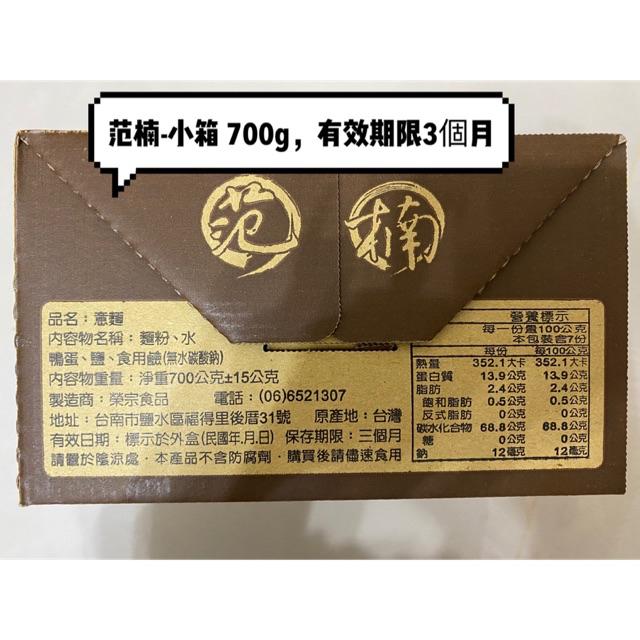 范楠-小箱 700g，有效期限3個月
范 楠
品名：意麵
內容物名稱：麵粉、水
鴨蛋、鹽、食用鹼(無水碳酸鈉)
內容物重量：淨重700公克±15公克
製造商：榮宗食品 電話：(06)6521307
地址：台南市鹽水區福得里後厝31號 原產地：台灣
有效日期：標示於外盒(民國年.月.日) 保存期限：三個月
請置於陰涼處．本產品不含防腐劑．購買後請儘速食用
營養標示
每一份量100公克
本包裝含7份
每份 每100公克
熱量 352.1大卡 352.1大卡
蛋白質 13.9公克 13.9公克
脂肪 2.4公克 2.4公克
飽和脂肪 0.5公克 0.5公克
反式脂肪 0公克 0公克
碳水化合物 68.8公克 68.8公克
糖 0公克 0公克
鈉 12毫克 12毫克